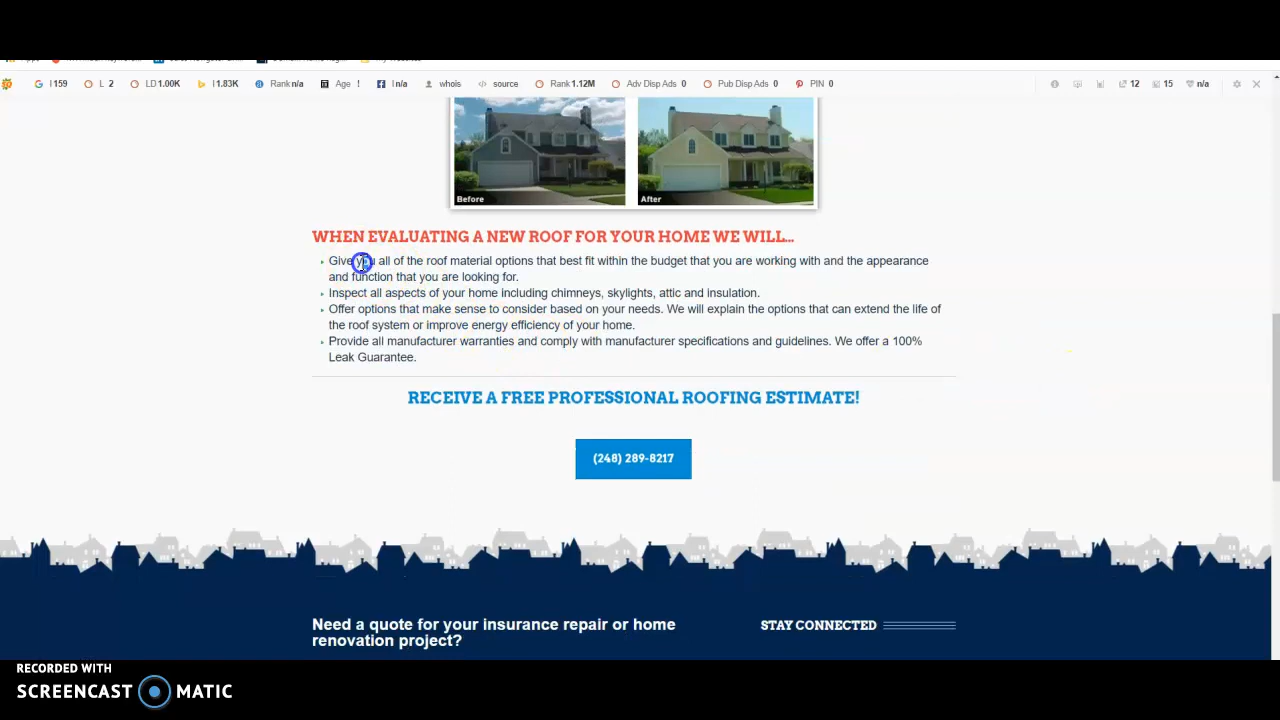 I 159 L 2 LD 1.00K I 1.83K Rank n/a Age ! I n/a whois source Rank 1.12M Adv Disp Ads 0 Pub Disp Ads 0 PIN 0 12 15 n/a
Before After
WHEN EVALUATING A NEW ROOF FOR YOUR HOME WE WILL...
Give you all of the roof material options that best fit within the budget that you are working with and the appearance
and function that you are looking for.
Inspect all aspects of your home including chimneys, skylights, attic and insulation.
Offer options that make sense to consider based on your needs. We will explain the options that can extend the life of
the roof system or improve energy efficiency of your home.
Provide all manufacturer warranties and comply with manufacturer specifications and guidelines. We offer a 100%
Leak Guarantee.
RECEIVE A FREE PROFESSIONAL ROOFING ESTIMATE!
(248) 289-8217
Need a quote for your insurance repair or home
renovation project?
STAY CONNECTED
RECORDED WITH
SCREENCAST MATIC